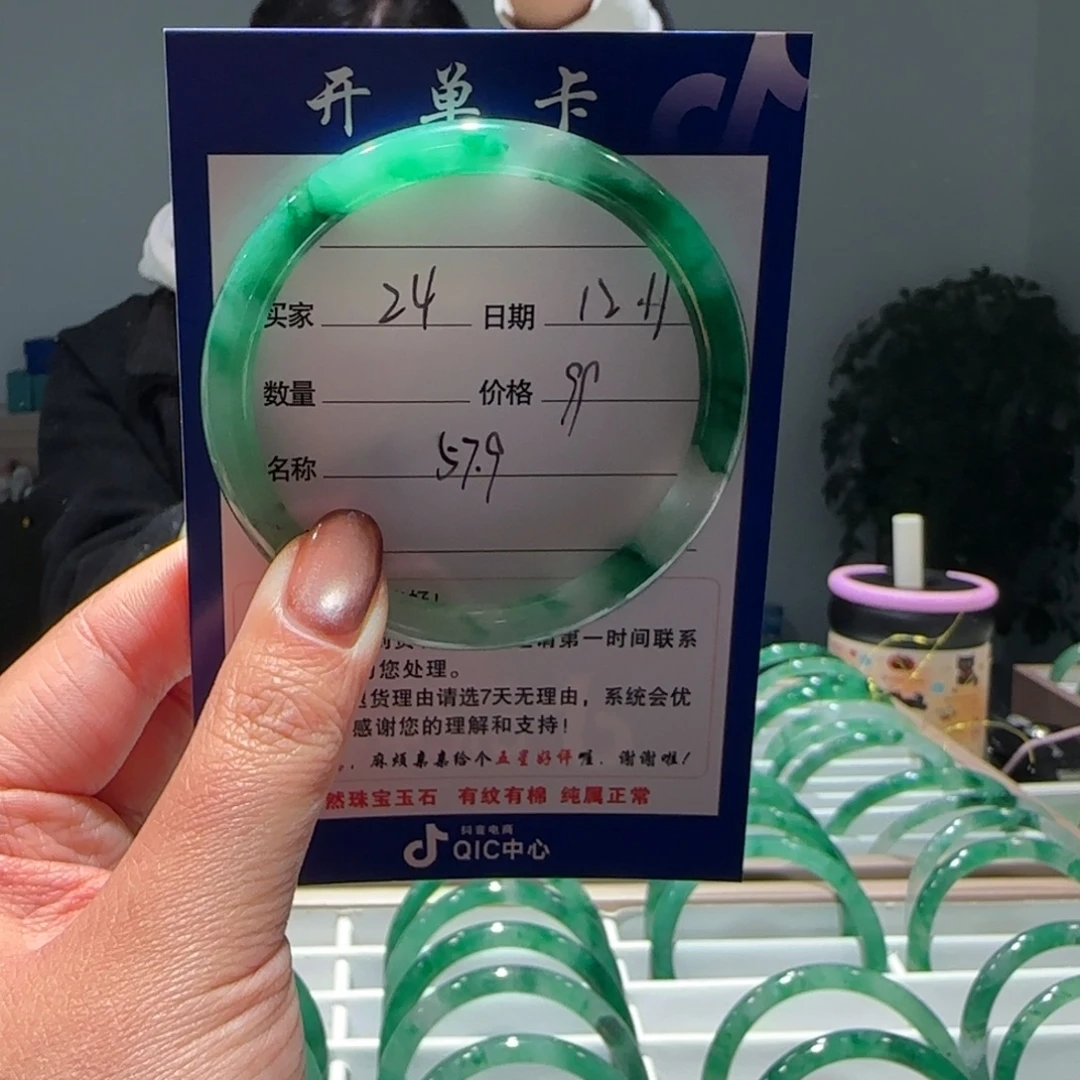 开单卡
买家 24 日期 12.11
数量 价格
名称 57.9
好!
请第一时间联系
您处理。
货理由请选7天无理由，系统会优
感谢您的理解和支持!
，麻烦亲亲给个五星好评喔，谢谢啦!
然珠宝玉石 有纹有棉 纯属正常
抖音电商
QIC中心